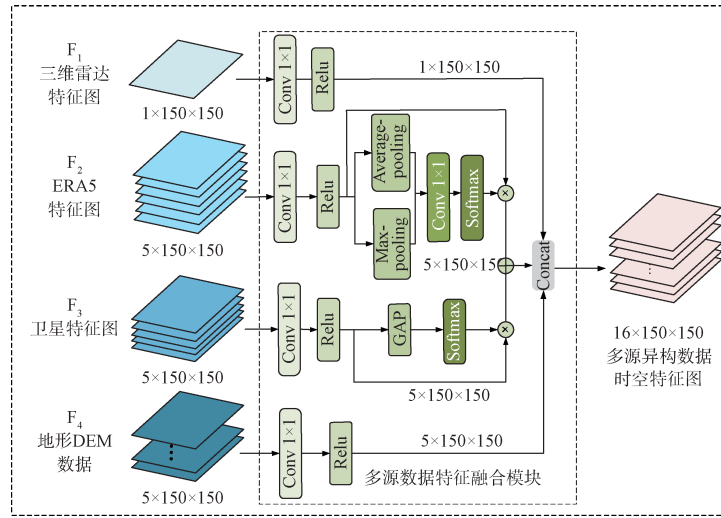 F1
三维雷达
特征图
1×150×150
Conv 1×1
Relu
1×150×150
F2
ERA5
特征图
5×150×150
Conv 1×1
Relu
Average-
pooling
Max-
pooling
Conv 1×1
Softmax
×
5×150×150
Concat
F3
卫星特征图
5×150×150
Conv 1×1
Relu
GAP
Softmax
×
5×150×150
F4
地形DEM
数据
5×150×150
Conv 1×1
Relu
5×150×150
多源数据特征融合模块
16×150×150
多源异构数据
时空特征图